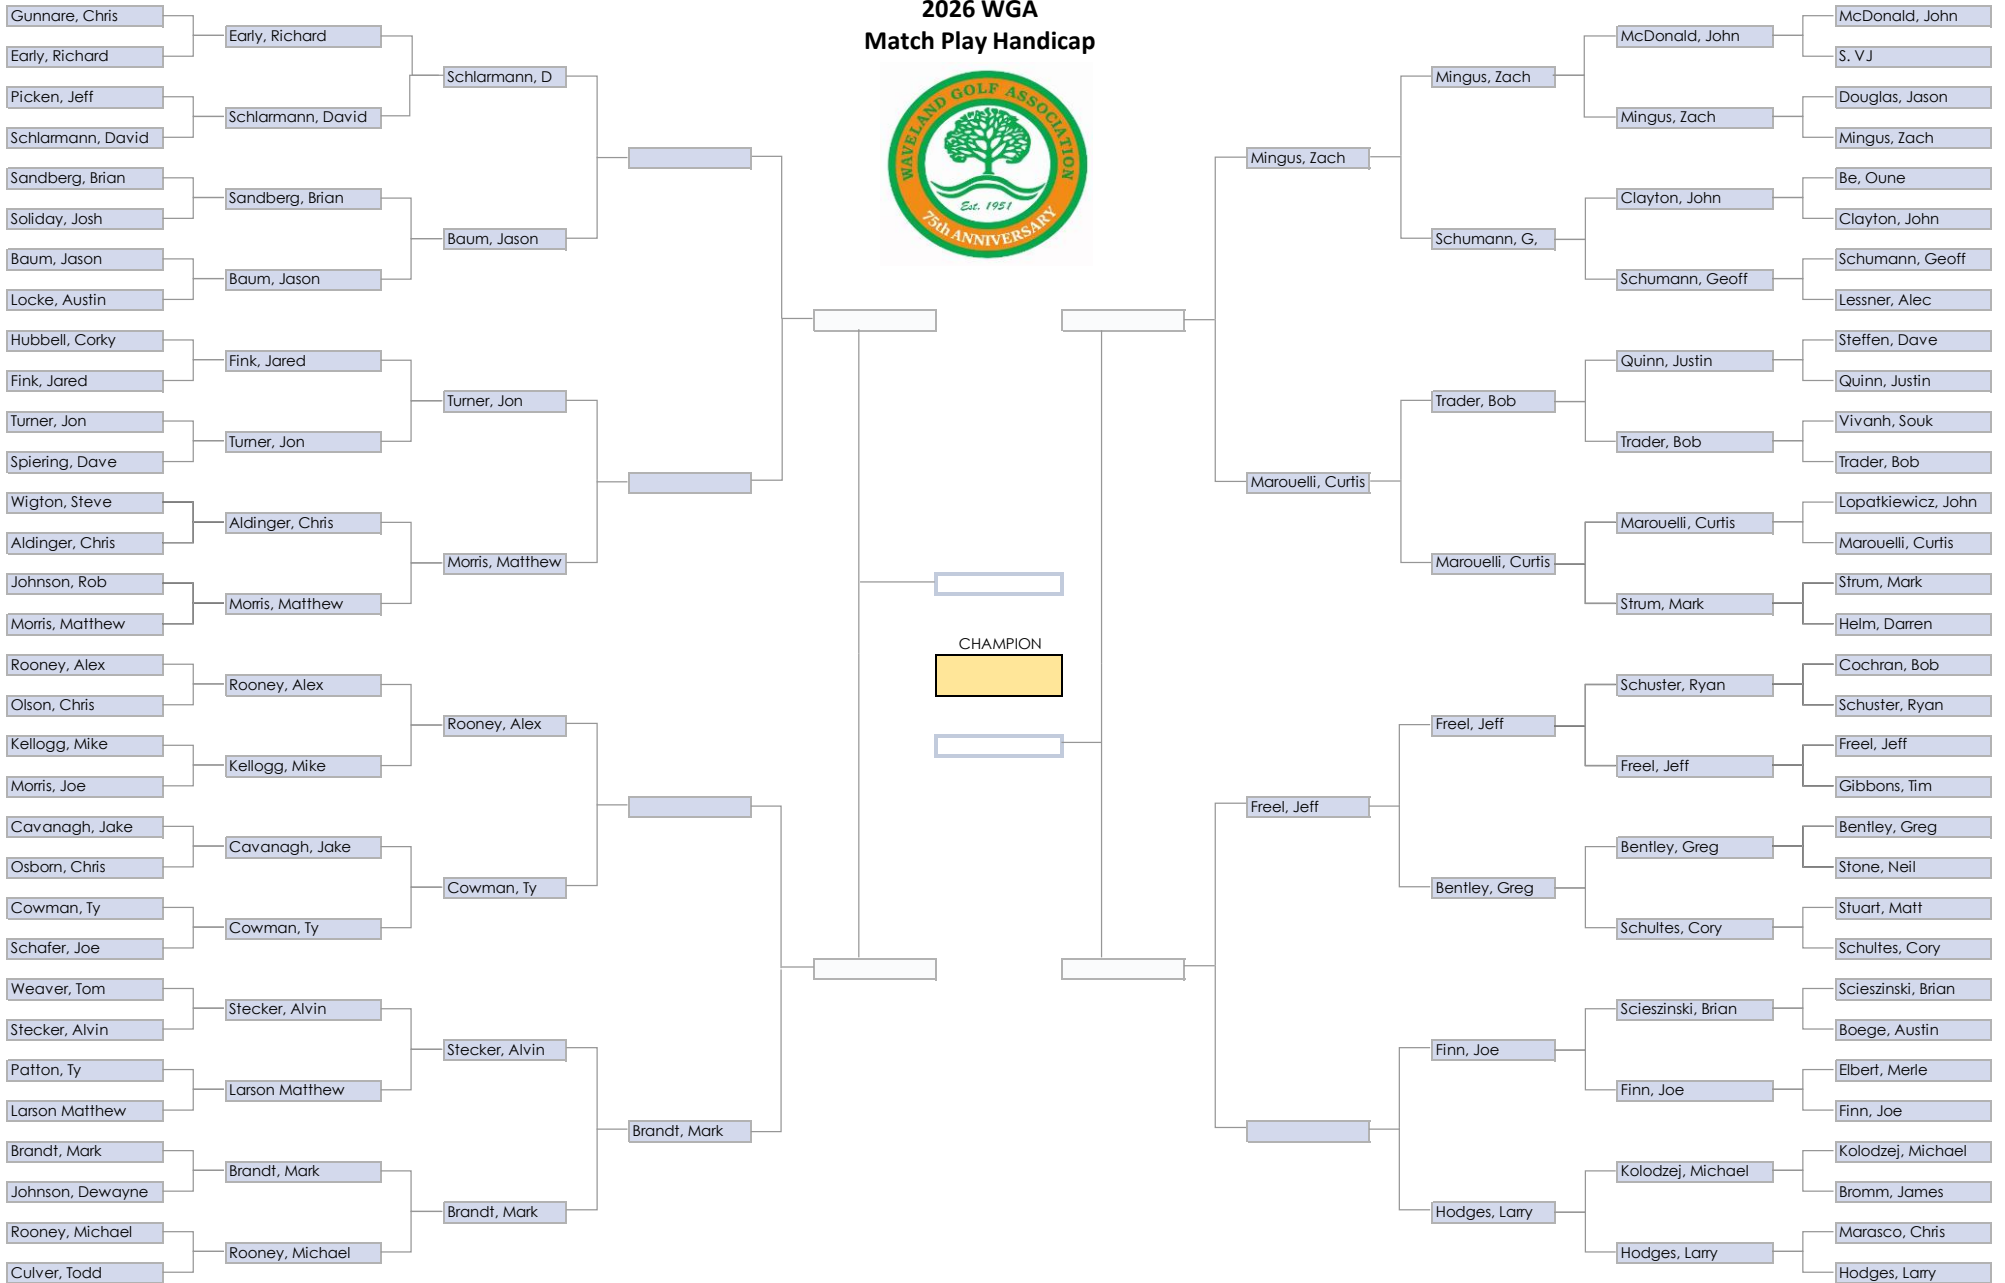 2026 WGA
Match Play Handicap
WAVELAND GOLF ASSOCIATION
Est. 1951
75th ANNIVERSARY
Gunnare, Chris
Early, Richard
Picken, Jeff
Schlarmann, David
Sandberg, Brian
Soliday, Josh
Baum, Jason
Locke, Austin
Hubbell, Corky
Fink, Jared
Turner, Jon
Spiering, Dave
Wigton, Steve
Aldinger, Chris
Johnson, Rob
Morris, Matthew
Rooney, Alex
Olson, Chris
Kellogg, Mike
Morris, Joe
Cavanagh, Jake
Osborn, Chris
Cowman, Ty
Schafer, Joe
Weaver, Tom
Stecker, Alvin
Patton, Ty
Larson Matthew
Brandt, Mark
Johnson, Dewayne
Rooney, Michael
Culver, Todd
Early, Richard
Schlarmann, David
Sandberg, Brian
Baum, Jason
Fink, Jared
Turner, Jon
Aldinger, Chris
Morris, Matthew
Rooney, Alex
Kellogg, Mike
Cavanagh, Jake
Cowman, Ty
Stecker, Alvin
Larson Matthew
Brandt, Mark
Rooney, Michael
Schlarmann, D
Baum, Jason
Turner, Jon
Morris, Matthew
Rooney, Alex
Cowman, Ty
Stecker, Alvin
Brandt, Mark
Brandt, Mark
CHAMPION
Mingus, Zach
Marouelli, Curtis
Freel, Jeff
Mingus, Zach
Schumann, G,
Trader, Bob
Marouelli, Curtis
Freel, Jeff
Bentley, Greg
Finn, Joe
Hodges, Larry
McDonald, John
Mingus, Zach
Clayton, John
Schumann, Geoff
Quinn, Justin
Trader, Bob
Marouelli, Curtis
Strum, Mark
Schuster, Ryan
Freel, Jeff
Bentley, Greg
Schultes, Cory
Scieszinski, Brian
Finn, Joe
Kolodzej, Michael
Hodges, Larry
McDonald, John
S. VJ
Douglas, Jason
Mingus, Zach
Be, Oune
Clayton, John
Schumann, Geoff
Lessner, Alec
Steffen, Dave
Quinn, Justin
Vivanh, Souk
Trader, Bob
Lopatkiewicz, John
Marouelli, Curtis
Strum, Mark
Helm, Darren
Cochran, Bob
Schuster, Ryan
Freel, Jeff
Gibbons, Tim
Bentley, Greg
Stone, Neil
Stuart, Matt
Schultes, Cory
Scieszinski, Brian
Boege, Austin
Elbert, Merle
Finn, Joe
Kolodzej, Michael
Bromm, James
Marasco, Chris
Hodges, Larry